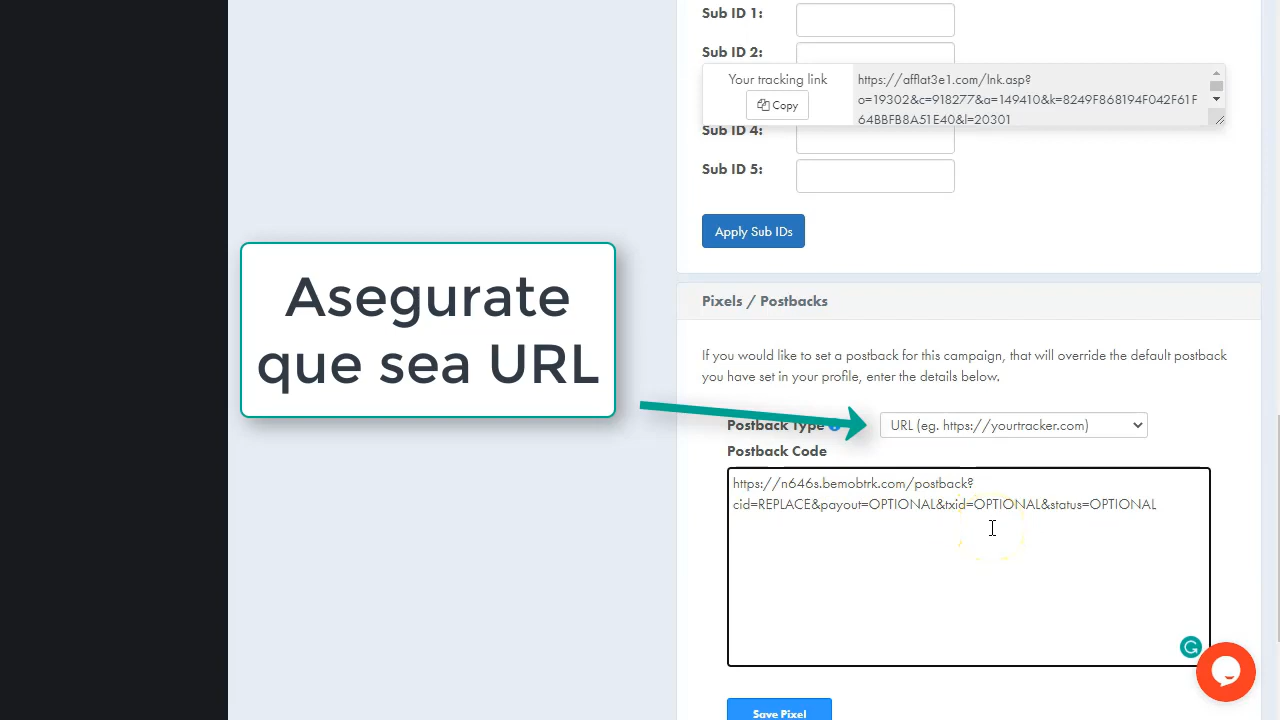 Sub ID 1:
Sub ID 2:
Your tracking link
Copy
https://afflat3e1.com/lnk.asp?
o=19302&c=918277&a=149410&k=8249F868194F042F61F
64BBFB8A51E40&l=20301
Sub ID 4:
Sub ID 5:
Apply Sub IDs
Asegurate
que sea URL
Pixels / Postbacks
If you would like to set a postback for this campaign, that will override the default postback
you have set in your profile, enter the details below.
Postback Type
URL (eg. https://yourtracker.com)
Postback Code
https://n646s.bemobtrk.com/postback?
cid=REPLACE&payout=OPTIONAL&txid=OPTIONAL&status=OPTIONAL
Save Pixel